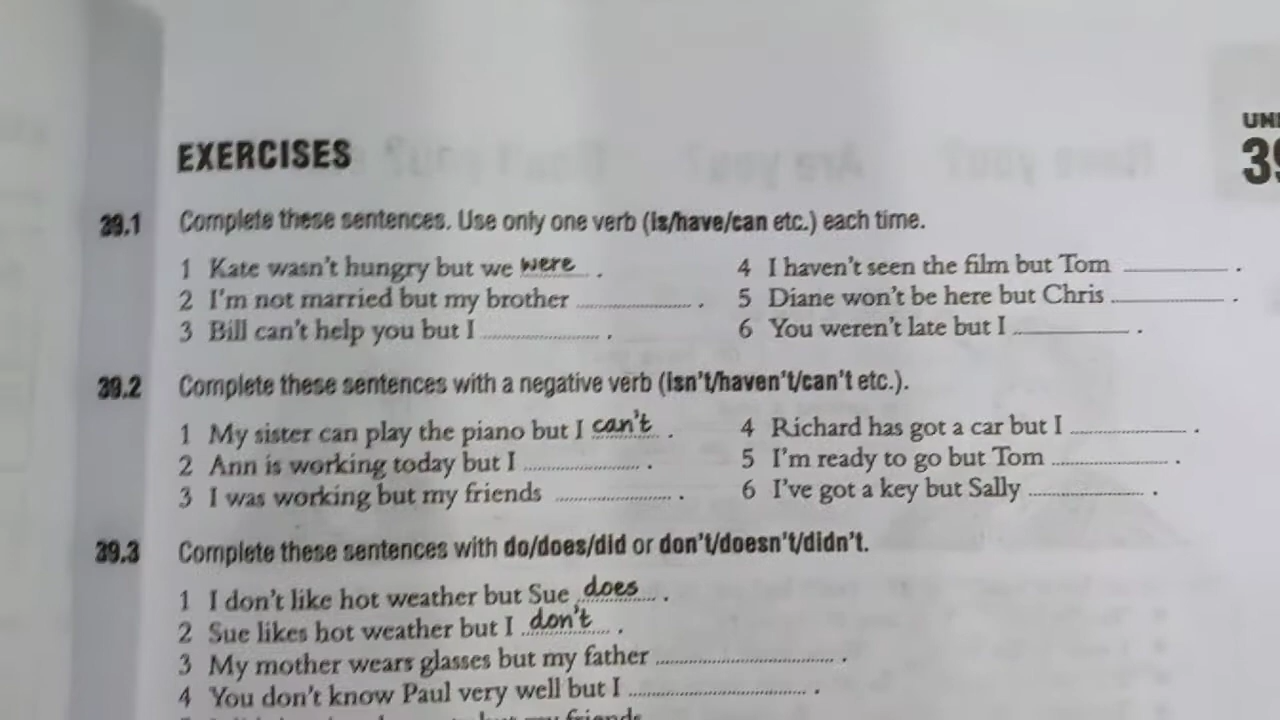 EXERCISES
39
39.1 Complete these sentences. Use only one verb (is/have/can etc.) each time.
1 Kate wasn't hungry but we were .
2 I'm not married but my brother .................... .
3 Bill can't help you but I .................... .
4 I haven't seen the film but Tom .................... .
5 Diane won't be here but Chris .................... .
6 You weren't late but I .................... .
39.2 Complete these sentences with a negative verb (isn't/haven't/can't etc.).
1 My sister can play the piano but I can't .
2 Ann is working today but I .................... .
3 I was working but my friends .................... .
4 Richard has got a car but I .................... .
5 I'm ready to go but Tom .................... .
6 I've got a key but Sally .................... .
39.3 Complete these sentences with do/does/did or don't/doesn't/didn't.
1 I don't like hot weather but Sue does .
2 Sue likes hot weather but I don't .
3 My mother wears glasses but my father .................... .
4 You don't know Paul very well but I .................... .